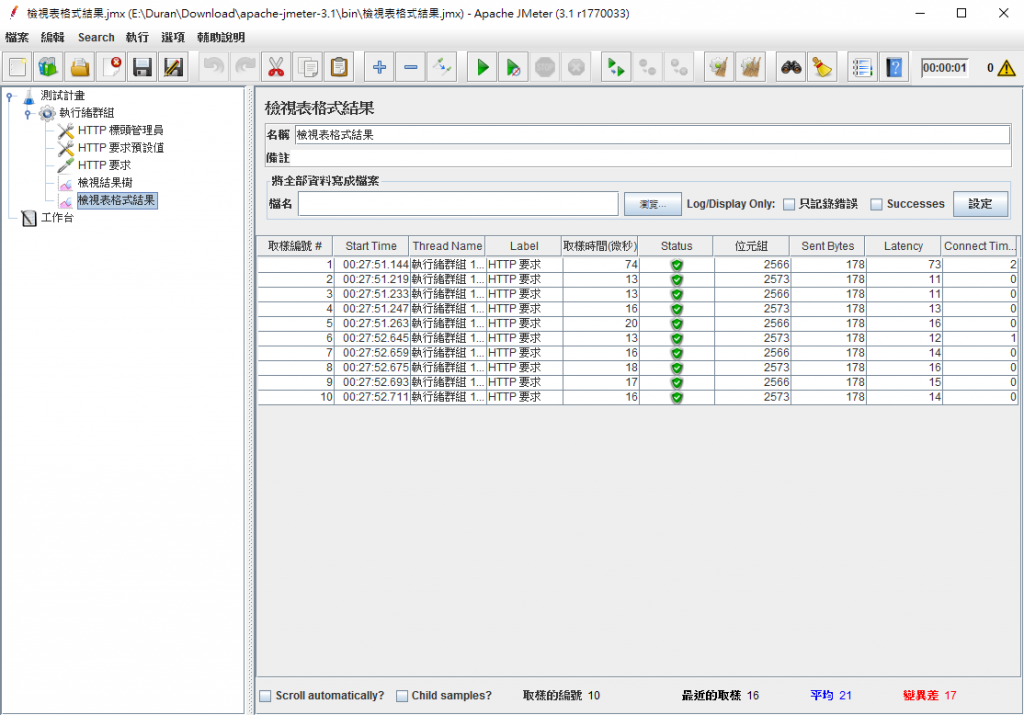 檢視表格式結果.jmx (E:\Duran\Download\apache-jmeter-3.1\bin\檢視表格式結果.jmx) - Apache JMeter (3.1 r1770033)
檔案 編輯 Search 執行 選項 輔助說明
00:00:01 0
測試計畫
執行緒群組
HTTP 標頭管理員
HTTP 要求預設值
HTTP 要求
檢視結果樹
檢視表格式結果
工作台
檢視表格式結果
名稱 檢視表格式結果
備註
將全部資料寫成檔案
檔名 瀏覽... Log/Display Only: 只記錄錯誤 Successes 設定
取樣編號 # Start Time Thread Name Label 取樣時間(微秒) Status 位元組 Sent Bytes Latency Connect Tim...
1 00:27:51.144 執行緒群組 1... HTTP 要求 74 2566 178 73 2
2 00:27:51.219 執行緒群組 1... HTTP 要求 13 2573 178 11 0
3 00:27:51.233 執行緒群組 1... HTTP 要求 13 2566 178 11 0
4 00:27:51.247 執行緒群組 1... HTTP 要求 16 2573 178 13 0
5 00:27:51.263 執行緒群組 1... HTTP 要求 20 2566 178 16 0
6 00:27:52.645 執行緒群組 1... HTTP 要求 13 2573 178 12 1
7 00:27:52.659 執行緒群組 1... HTTP 要求 16 2566 178 14 0
8 00:27:52.675 執行緒群組 1... HTTP 要求 18 2573 178 16 0
9 00:27:52.693 執行緒群組 1... HTTP 要求 17 2566 178 15 0
10 00:27:52.711 執行緒群組 1... HTTP 要求 16 2573 178 14 0
Scroll automatically? Child samples? 取樣的編號 10 最近的取樣 16 平均 21 變異差 17